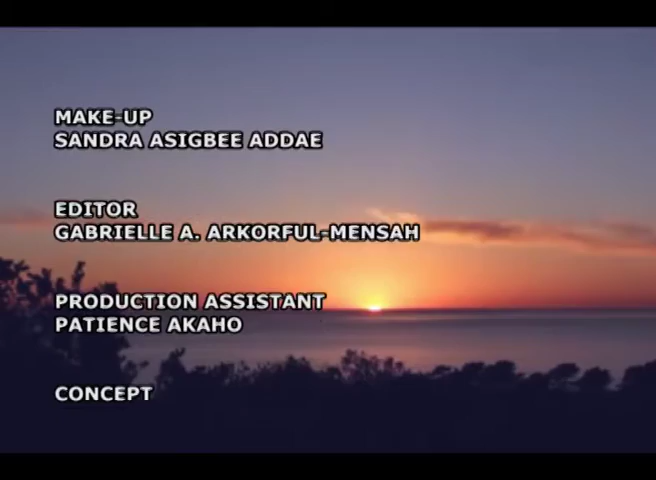 MAKE-UP
SANDRA ASIGBEE ADDAE
EDITOR
GABRIELLE A. ARKORFUL-MENSAH
PRODUCTION ASSISTANT
PATIENCE AKAHO
CONCEPT